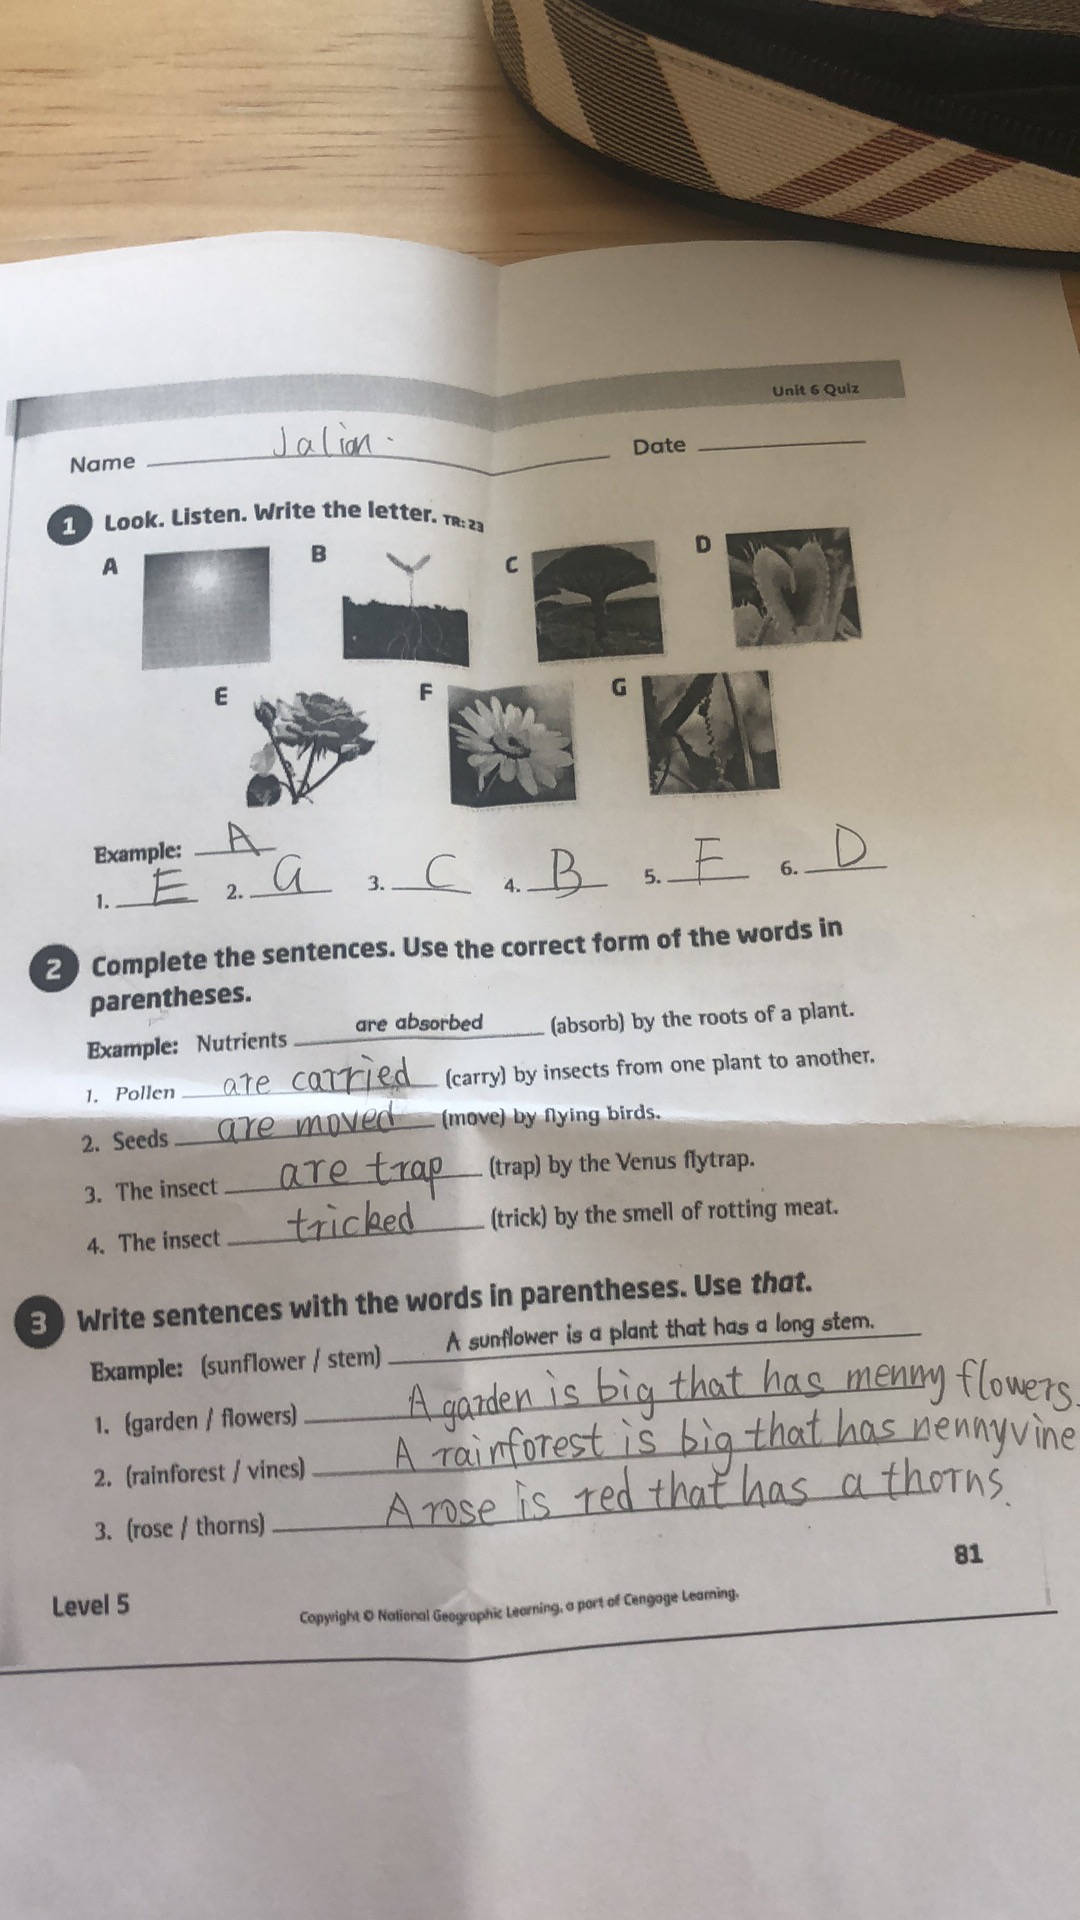 Unit 6 Quiz
Name Jalian. Date
1 Look. Listen. Write the letter. TR: 23
A B C D
E F G
Example: A
1. E 2. G 3. C 4. B 5. F 6. D
2 Complete the sentences. Use the correct form of the words in
parentheses.
Example: Nutrients are absorbed (absorb) by the roots of a plant.
1. Pollen are carried (carry) by insects from one plant to another.
2. Seeds are moved (move) by flying birds.
3. The insect are trap (trap) by the Venus flytrap.
4. The insect tricked (trick) by the smell of rotting meat.
3 Write sentences with the words in parentheses. Use that.
Example: (sunflower / stem) A sunflower is a plant that has a long stem.
1. (garden / flowers) A garden is big that has menny flowers.
2. (rainforest / vines) A rainforest is big that has nenny vine
3. (rose / thorns) A rose is red that has a thorns.
81
Level 5
Copyright © National Geographic Learning, a part of Cengage Learning.